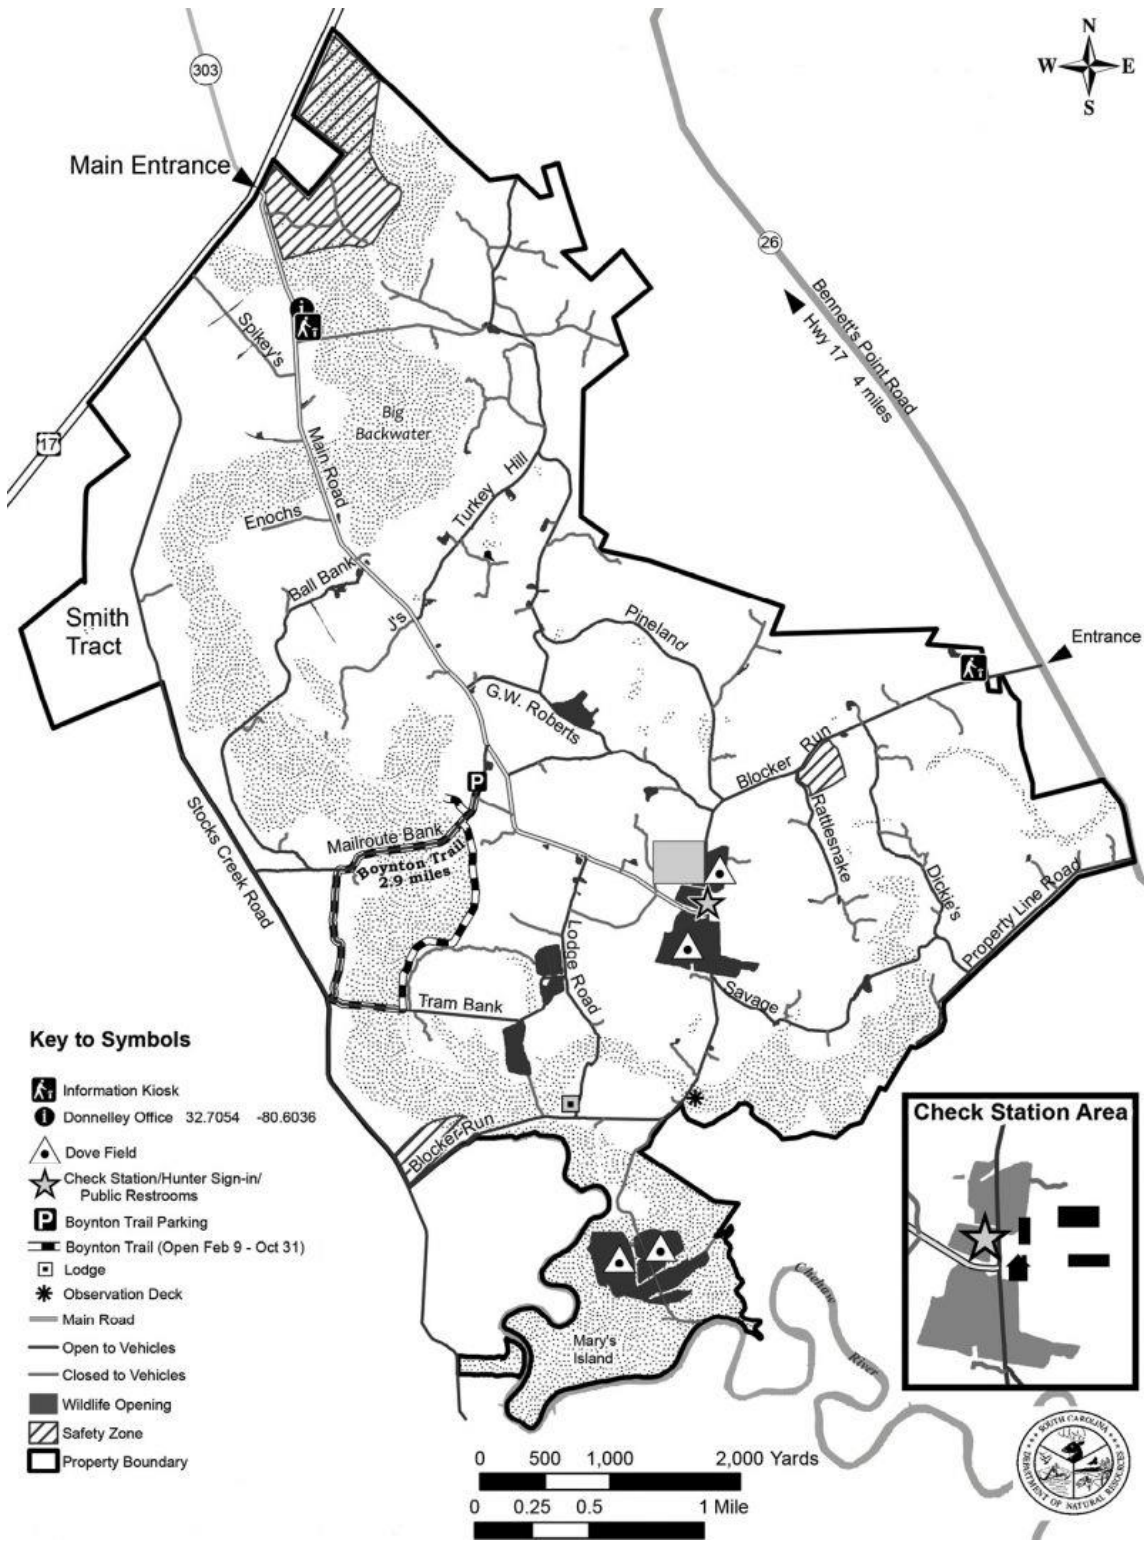 N
W E
S
303
Main Entrance
26
Bennett's Point Road
Hwy 17 4 miles
Spikey's
Big
Backwater
17
Main Road
Turkey Hill
Enochs
Ball Bank
J's
Smith
Tract
Pineland
Entrance
G.W. Roberts
Blocker Run
P
Stocks Creek Road
Mailroute Bank
Boynton Trail
2.9 miles
Rattlesnake
Dickie's
Property Line Road
Lodge Road
Savage
Tram Bank
Blocker Run
Mary's
Island
Chehaw
River
Key to Symbols
Information Kiosk
i Donnelley Office 32.7054 -80.6036
Dove Field
Check Station/Hunter Sign-in/
Public Restrooms
P Boynton Trail Parking
Boynton Trail (Open Feb 9 - Oct 31)
Lodge
Observation Deck
Main Road
Open to Vehicles
Closed to Vehicles
Wildlife Opening
Safety Zone
Property Boundary
Check Station Area
0 500 1,000 2,000 Yards
0 0.25 0.5 1 Mile
SOUTH CAROLINA
DEPARTMENT OF NATURAL RESOURCES